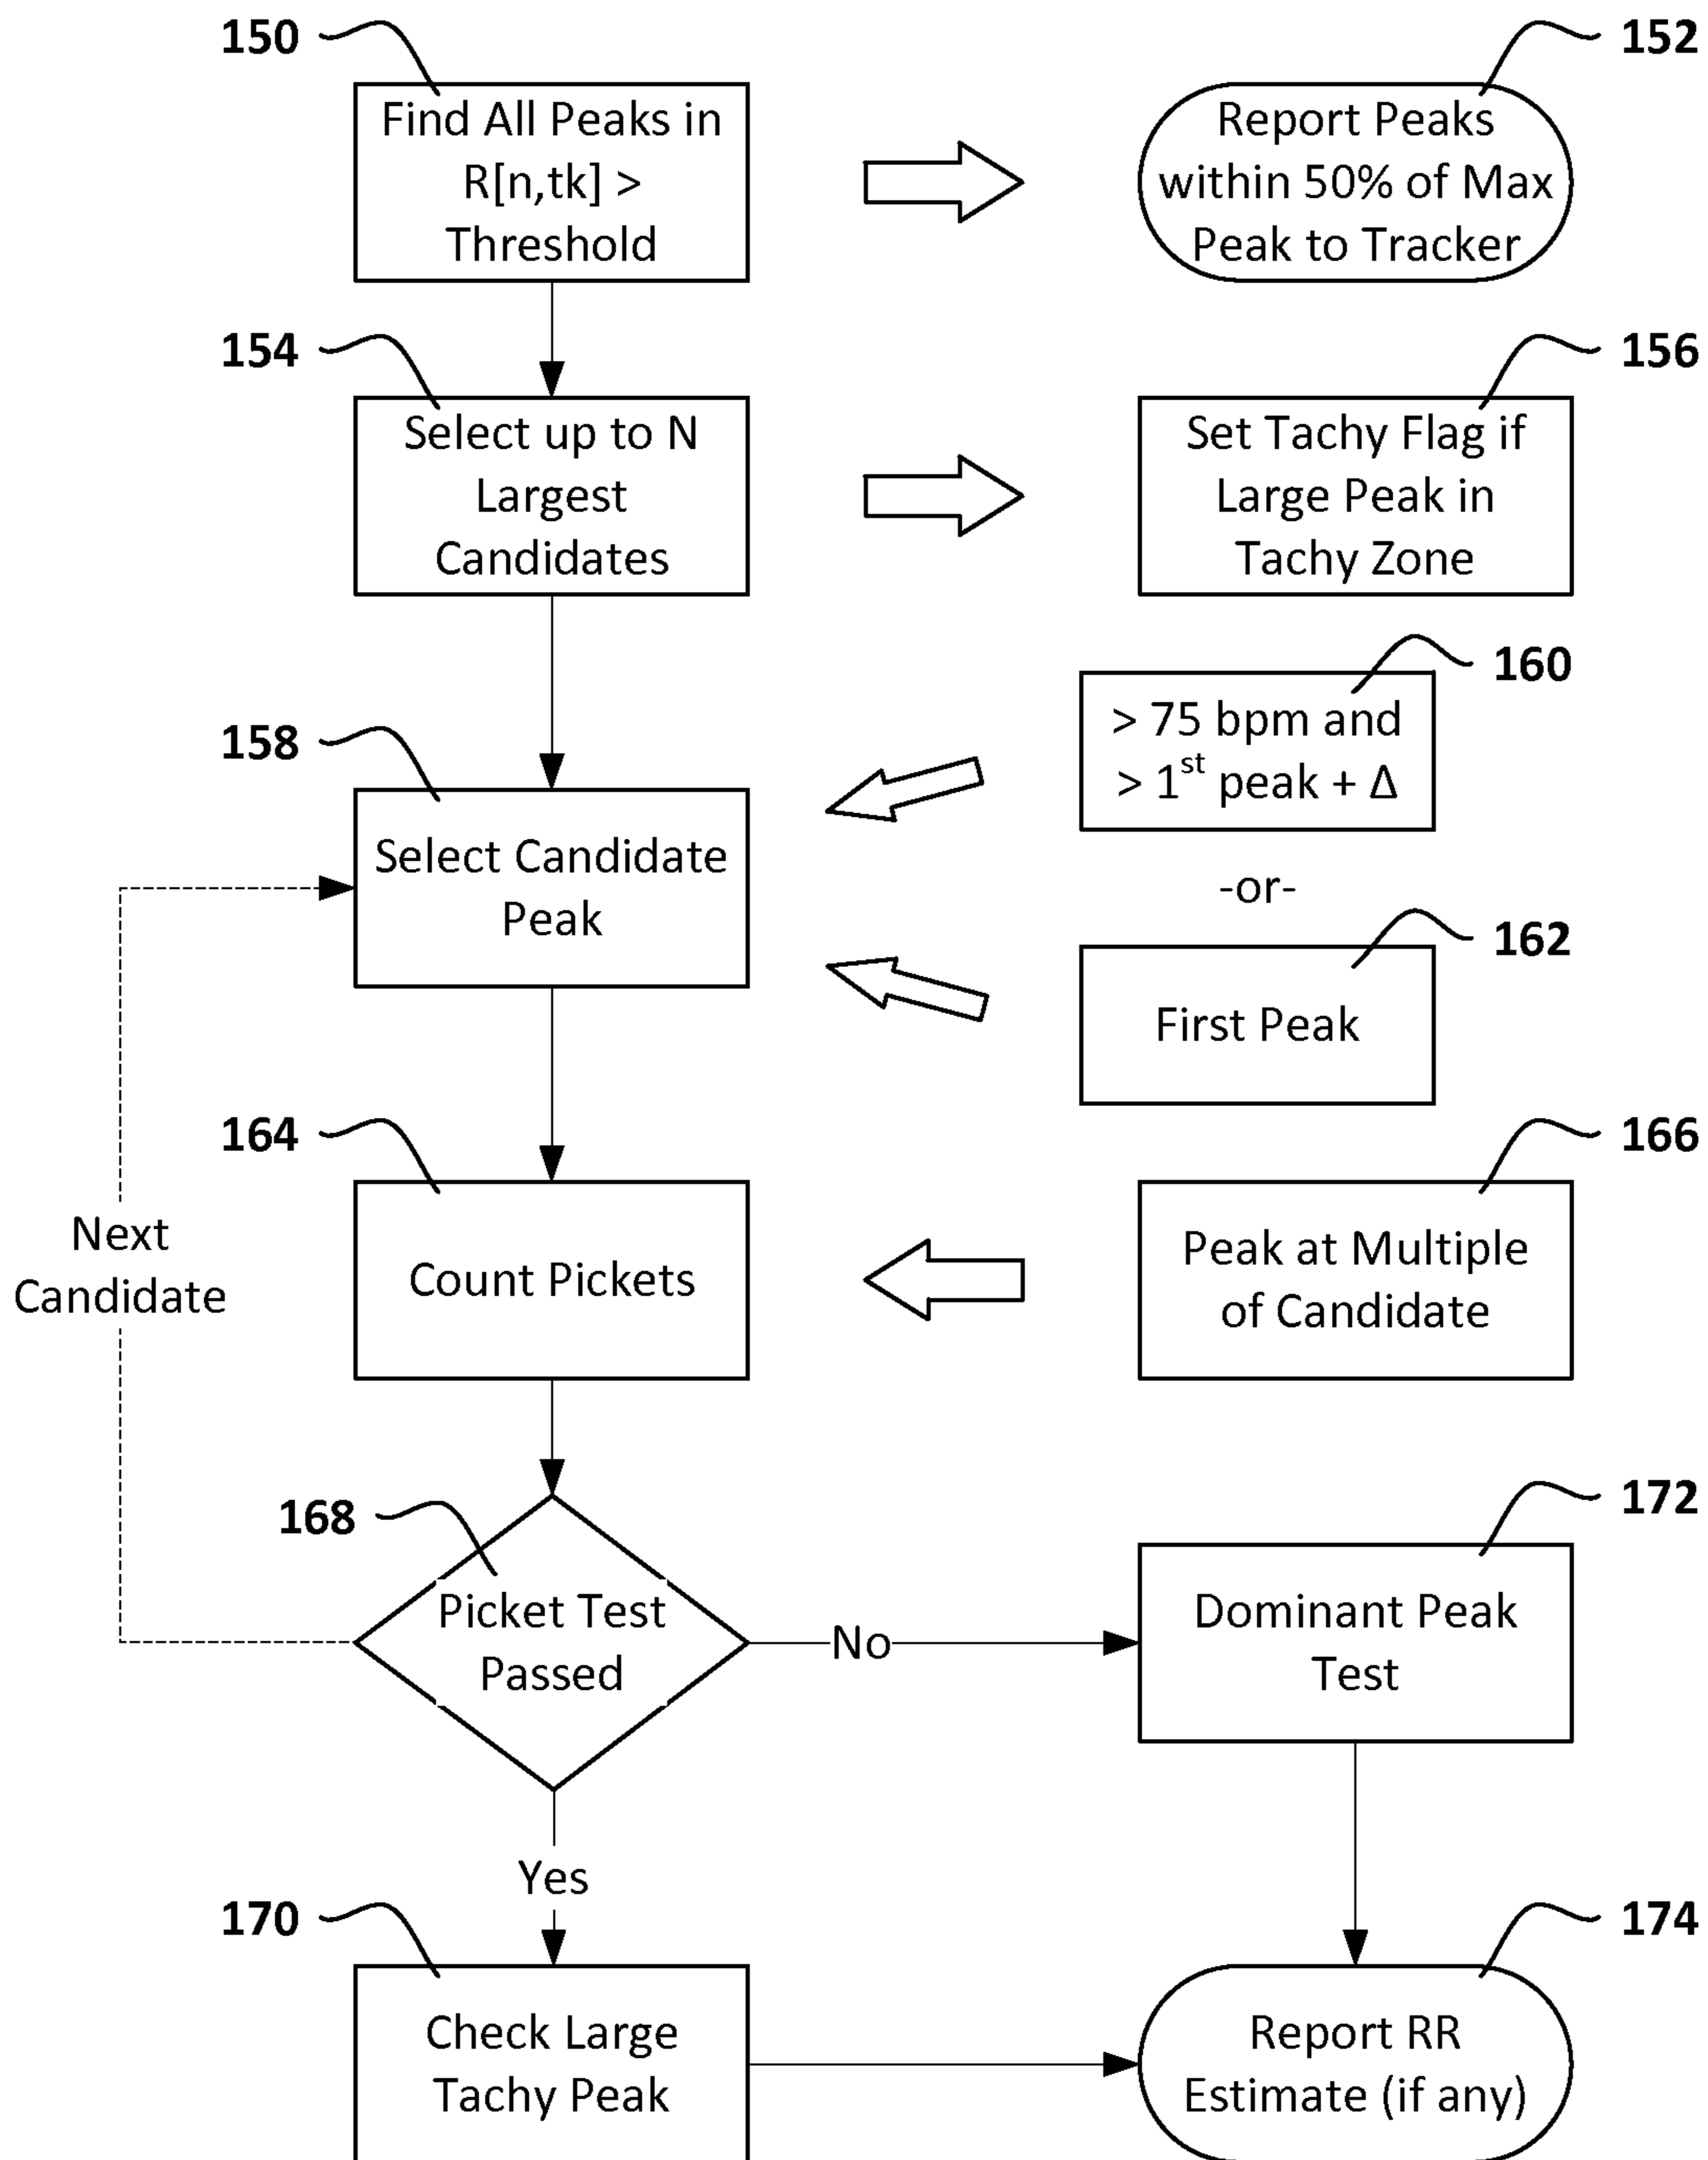 150
152
Find All Peaks in
R[n,tk] >
Threshold
Report Peaks
within 50% of Max
Peak to Tracker
154
156
Select up to N
Largest
Candidates
Set Tachy Flag if
Large Peak in
Tachy Zone
160
> 75 bpm and
> 1st peak + Δ
158
Select Candidate
Peak
-or-
162
First Peak
164
166
Next
Candidate
Count Pickets
Peak at Multiple
of Candidate
168
172
Picket Test
Passed
No
Dominant Peak
Test
Yes
170
174
Check Large
Tachy Peak
Report RR
Estimate (if any)